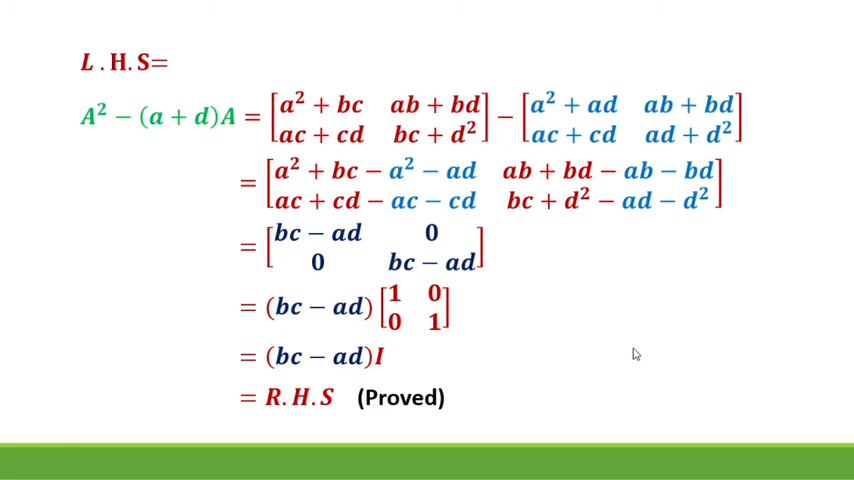 L . H. S=
A² − (a + d)A = [a² + bc ab + bd ac + cd bc + d²] − [a² + ad ab + bd ac + cd ad + d²]
= [a² + bc − a² − ad ab + bd − ab − bd ac + cd − ac − cd bc + d² − ad − d²]
= [bc − ad 0 0 bc − ad]
= (bc − ad) [1 0 0 1]
= (bc − ad)I
= R. H. S (Proved)